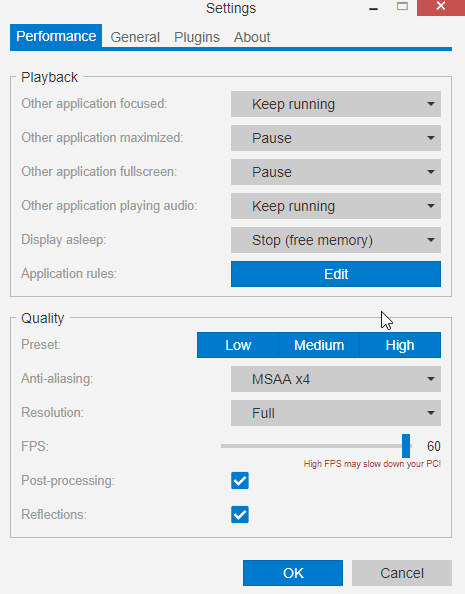 Settings
Performance General Plugins About
Playback
Other application focused: Keep running
Other application maximized: Pause
Other application fullscreen: Pause
Other application playing audio: Keep running
Display asleep: Stop (free memory)
Application rules: Edit
Quality
Preset: Low Medium High
Anti-aliasing: MSAA x4
Resolution: Full
FPS: 60
High FPS may slow down your PC!
Post-processing:
Reflections:
OK Cancel